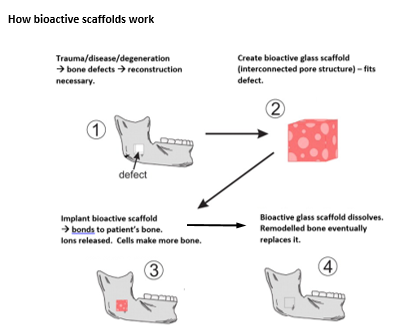 How bioactive scaffolds work
Trauma/disease/degeneration
→ bone defects → reconstruction
necessary.
Create bioactive glass scaffold
(interconnected pore structure) – fits
defect.
1
2
defect
Implant bioactive scaffold
→ bonds to patient's bone.
Ions released. Cells make more bone.
Bioactive glass scaffold dissolves.
Remodelled bone eventually
replaces it.
3
4